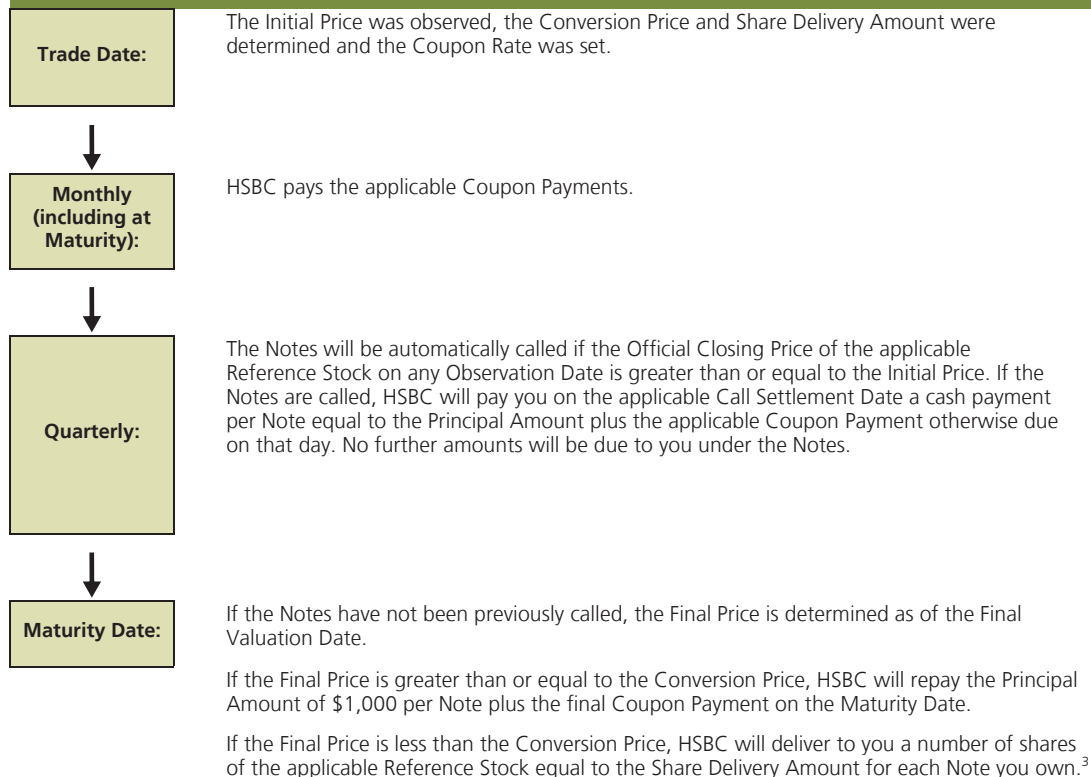 Trade Date:
The Initial Price was observed, the Conversion Price and Share Delivery Amount were
determined and the Coupon Rate was set.
Monthly
(including at
Maturity):
HSBC pays the applicable Coupon Payments.
Quarterly:
The Notes will be automatically called if the Official Closing Price of the applicable
Reference Stock on any Observation Date is greater than or equal to the Initial Price. If the
Notes are called, HSBC will pay you on the applicable Call Settlement Date a cash payment
per Note equal to the Principal Amount plus the applicable Coupon Payment otherwise due
on that day. No further amounts will be due to you under the Notes.
Maturity Date:
If the Notes have not been previously called, the Final Price is determined as of the Final
Valuation Date.
If the Final Price is greater than or equal to the Conversion Price, HSBC will repay the Principal
Amount of $1,000 per Note plus the final Coupon Payment on the Maturity Date.
If the Final Price is less than the Conversion Price, HSBC will deliver to you a number of shares
of the applicable Reference Stock equal to the Share Delivery Amount for each Note you own.3